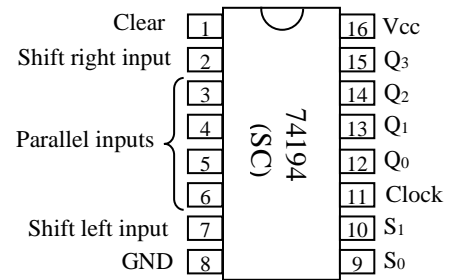 Clear 1 16 Vcc
Shift right input 2 15 Q3
3 14 Q2
Parallel inputs 4 13 Q1
5 12 Q0
6 11 Clock
Shift left input 7 10 S1
GND 8 9 S0
74194
(SC)